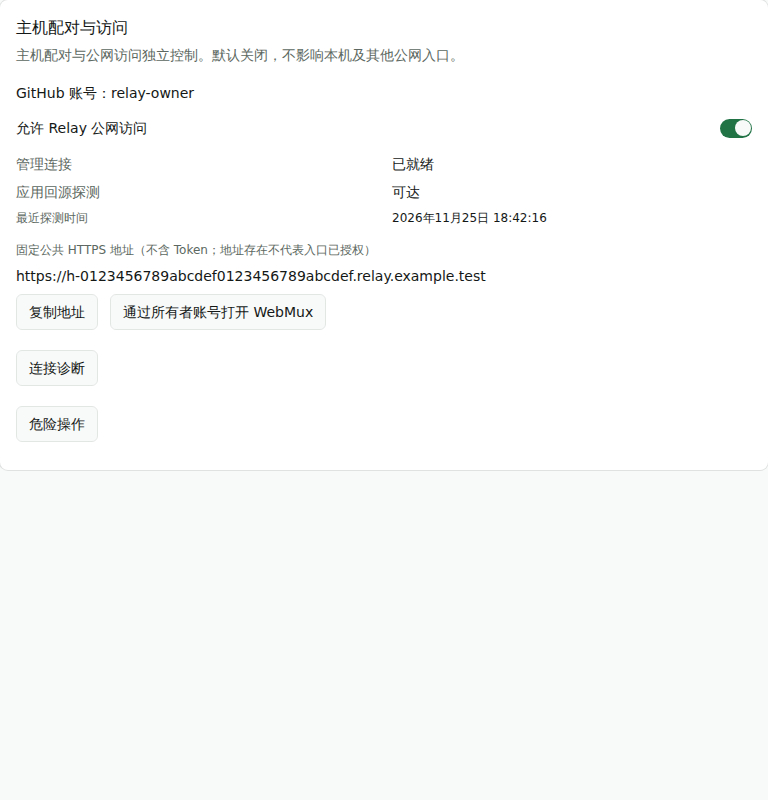 主机配对与访问
主机配对与公网访问独立控制。默认关闭，不影响本机及其他公网入口。
GitHub 账号：relay-owner
允许 Relay 公网访问
管理连接 已就绪
应用回源探测 可达
最近探测时间 2026年11月25日 18:42:16
固定公共 HTTPS 地址（不含 Token；地址存在不代表入口已授权）
https://h-0123456789abcdef0123456789abcdef.relay.example.test
复制地址 通过所有者账号打开 WebMux
连接诊断
危险操作